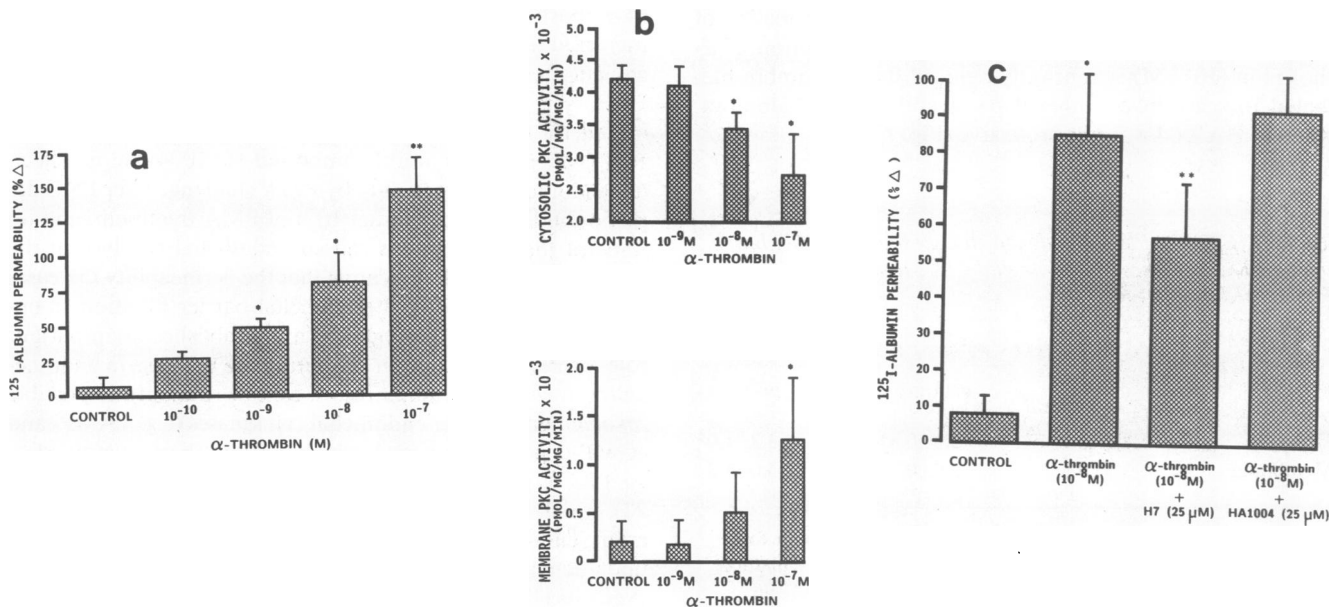 a
125I-ALBUMIN PERMEABILITY (%△)
175
150
125
100
75
50
25
0
*
*
**
CONTROL 10-10 10-9 10-8 10-7
α-THROMBIN (M)
b
CYTOSOLIC PKC ACTIVITY x 10-3
(PMOL/MG/MG/MIN)
5.0
4.5
4.0
3.5
3.0
2.5
2.0
*
*
CONTROL 10-9M 10-8M 10-7M
α-THROMBIN
MEMBRANE PKC ACTIVITY x 10-3
(PMOL/MG/MG/MIN)
2.0
1.5
1.0
0.5
0
*
CONTROL 10-9M 10-8M 10-7M
α-THROMBIN
c
125I-ALBUMIN PERMEABILITY (%△)
100
90
80
70
60
50
40
30
20
10
0
*
**
CONTROL α-thrombin α-thrombin α-thrombin
(10-8M) (10-8M) (10-8M)
+ +
H7 (25 µM) HA1004 (25 µM)